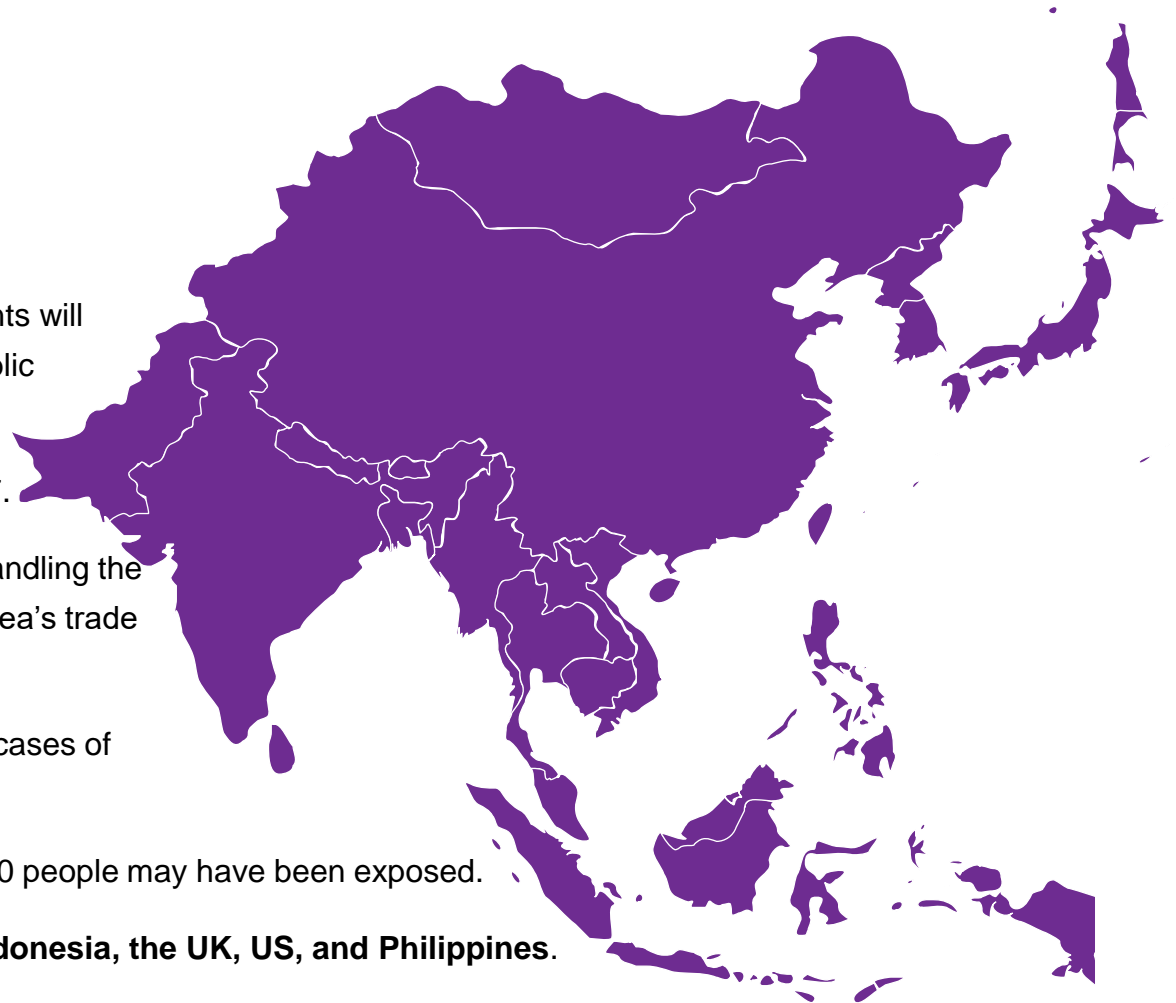 nts will
olic
.
andling the
ea’s trade
cases of
0 people may have been exposed.
donesia, the UK, US, and Philippines.